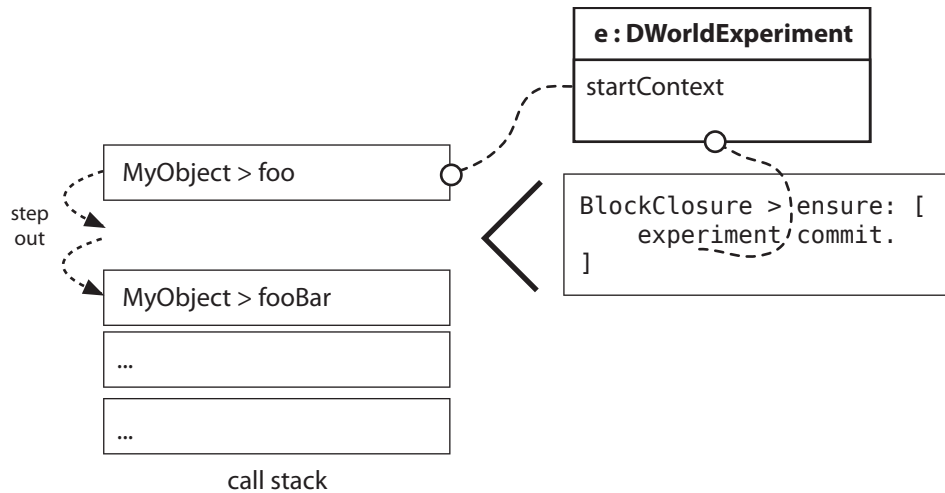 e : DWorldExperiment
startContext
MyObject > foo
step
out
BlockClosure > ensure: [
experiment commit.
]
MyObject > fooBar
...
...
call stack